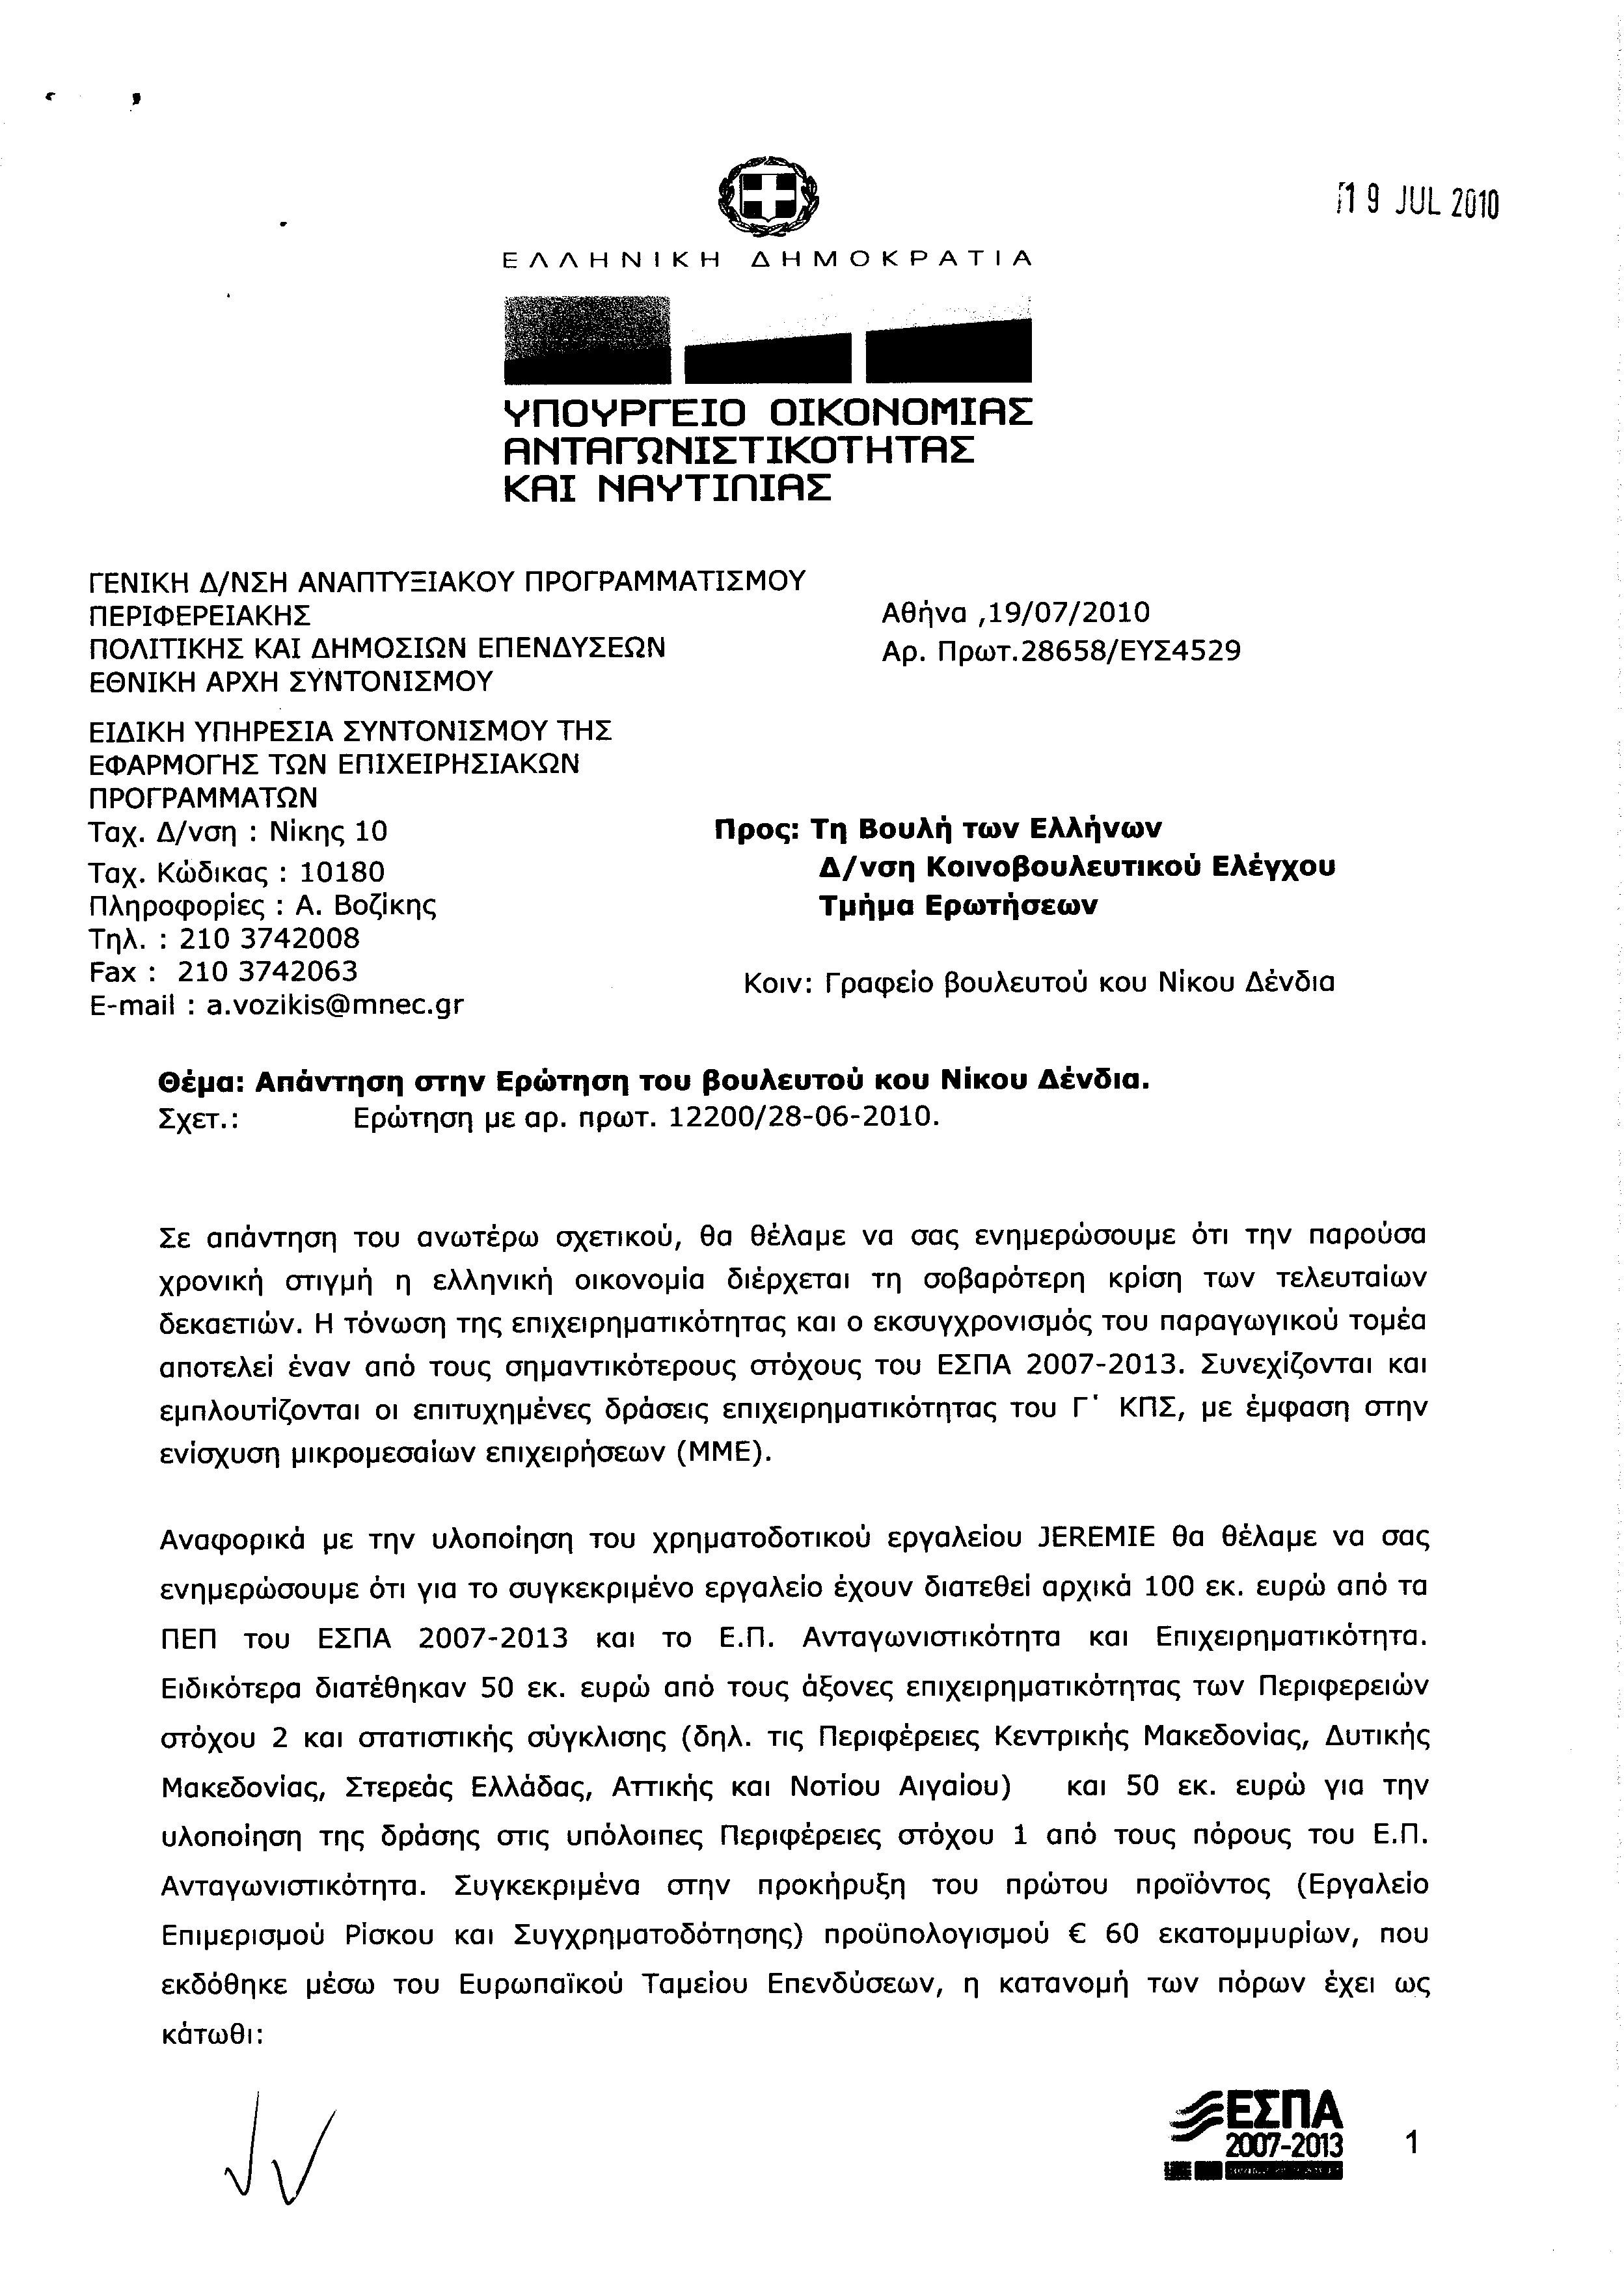 19 JUL 2010
ΕΛΛΗΝΙΚΗ ΔΗΜΟΚΡΑΤΙΑ
ΥΠΟΥΡΓΕΙΟ ΟΙΚΟΝΟΜΙΑΣ
ΑΝΤΑΓΩΝΙΣΤΙΚΟΤΗΤΑΣ
ΚΑΙ ΝΑΥΤΙΛΙΑΣ
ΓΕΝΙΚΗ Δ/ΝΣΗ ΑΝΑΠΤΥΞΙΑΚΟΥ ΠΡΟΓΡΑΜΜΑΤΙΣΜΟΥ
ΠΕΡΙΦΕΡΕΙΑΚΗΣ
ΠΟΛΙΤΙΚΗΣ ΚΑΙ ΔΗΜΟΣΙΩΝ ΕΠΕΝΔΥΣΕΩΝ
ΕΘΝΙΚΗ ΑΡΧΗ ΣΥΝΤΟΝΙΣΜΟΥ
Αθήνα ,19/07/2010
Αρ. Πρωτ.28658/ΕΥΣ4529
ΕΙΔΙΚΗ ΥΠΗΡΕΣΙΑ ΣΥΝΤΟΝΙΣΜΟΥ ΤΗΣ
ΕΦΑΡΜΟΓΗΣ ΤΩΝ ΕΠΙΧΕΙΡΗΣΙΑΚΩΝ
ΠΡΟΓΡΑΜΜΑΤΩΝ
Ταχ. Δ/νση : Νίκης 10
Ταχ. Κώδικας : 10180
Πληροφορίες : Α. Βοζίκης
Τηλ. : 210 3742008
Fax : 210 3742063
E-mail : a.vozikis@mnec.gr
Προς: Τη Βουλή των Ελλήνων
Δ/νση Κοινοβουλευτικού Ελέγχου
Τμήμα Ερωτήσεων
Κοιν: Γραφείο βουλευτού κου Νίκου Δένδια
Θέμα: Απάντηση στην Ερώτηση του βουλευτού κου Νίκου Δένδια.
Σχετ.: Ερώτηση με αρ. πρωτ. 12200/28-06-2010.
Σε απάντηση του ανωτέρω σχετικού, θα θέλαμε να σας ενημερώσουμε ότι την παρούσα
χρονική στιγμή η ελληνική οικονομία διέρχεται τη σοβαρότερη κρίση των τελευταίων
δεκαετιών. Η τόνωση της επιχειρηματικότητας και ο εκσυγχρονισμός του παραγωγικού τομέα
αποτελεί έναν από τους σημαντικότερους στόχους του ΕΣΠΑ 2007-2013. Συνεχίζονται και
εμπλουτίζονται οι επιτυχημένες δράσεις επιχειρηματικότητας του Γ' ΚΠΣ, με έμφαση στην
ενίσχυση μικρομεσαίων επιχειρήσεων (ΜΜΕ).
Αναφορικά με την υλοποίηση του χρηματοδοτικού εργαλείου JEREMIE θα θέλαμε να σας
ενημερώσουμε ότι για το συγκεκριμένο εργαλείο έχουν διατεθεί αρχικά 100 εκ. ευρώ από τα
ΠΕΠ του ΕΣΠΑ 2007-2013 και το Ε.Π. Ανταγωνιστικότητα και Επιχειρηματικότητα.
Ειδικότερα διατέθηκαν 50 εκ. ευρώ από τους άξονες επιχειρηματικότητας των Περιφερειών
στόχου 2 και στατιστικής σύγκλισης (δηλ. τις Περιφέρειες Κεντρικής Μακεδονίας, Δυτικής
Μακεδονίας, Στερεάς Ελλάδας, Αττικής και Νοτίου Αιγαίου) και 50 εκ. ευρώ για την
υλοποίηση της δράσης στις υπόλοιπες Περιφέρειες στόχου 1 από τους πόρους του Ε.Π.
Ανταγωνιστικότητα. Συγκεκριμένα στην προκήρυξη του πρώτου προϊόντος (Εργαλείο
Επιμερισμού Ρίσκου και Συγχρηματοδότησης) προϋπολογισμού € 60 εκατομμυρίων, που
εκδόθηκε μέσω του Ευρωπαϊκού Ταμείου Επενδύσεων, η κατανομή των πόρων έχει ως
κάτωθι:
ΕΣΠΑ
2007-2013
1